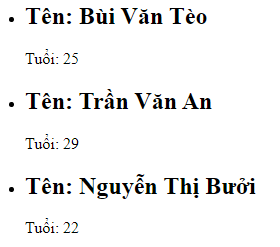 Tên: Bùi Văn Tèo
Tuổi: 25
Tên: Trần Văn An
Tuổi: 29
Tên: Nguyễn Thị Bưởi
Tuổi: 22